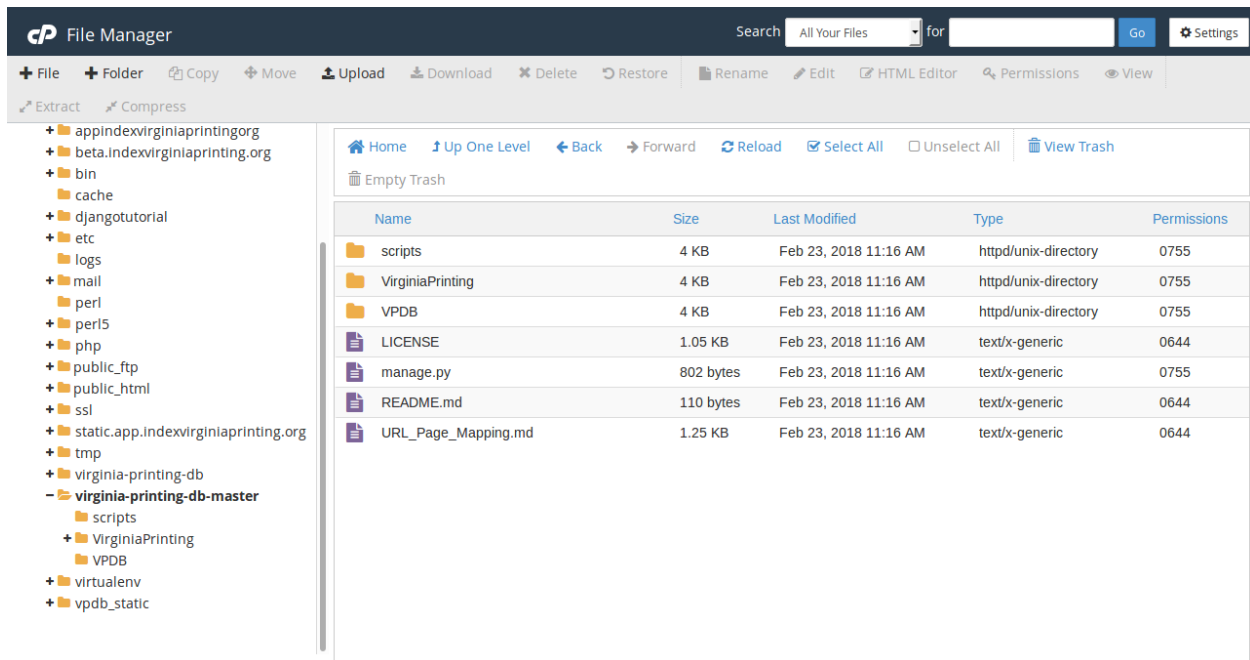 cP File Manager Search All Your Files for Go Settings
File Folder Copy Move Upload Download Delete Restore Rename Edit HTML Editor Permissions View
Extract Compress
appindexvirginiaprintingorg
beta.indexvirginiaprinting.org
bin
cache
djangotutorial
etc
logs
mail
perl
perl5
php
public_ftp
public_html
ssl
static.app.indexvirginiaprinting.org
tmp
virginia-printing-db
virginia-printing-db-master
scripts
VirginiaPrinting
VPDB
virtualenv
vpdb_static
Home Up One Level Back Forward Reload Select All Unselect All View Trash
Empty Trash
Name Size Last Modified Type Permissions
scripts 4 KB Feb 23, 2018 11:16 AM httpd/unix-directory 0755
VirginiaPrinting 4 KB Feb 23, 2018 11:16 AM httpd/unix-directory 0755
VPDB 4 KB Feb 23, 2018 11:16 AM httpd/unix-directory 0755
LICENSE 1.05 KB Feb 23, 2018 11:16 AM text/x-generic 0644
manage.py 802 bytes Feb 23, 2018 11:16 AM text/x-generic 0755
README.md 110 bytes Feb 23, 2018 11:16 AM text/x-generic 0644
URL_Page_Mapping.md 1.25 KB Feb 23, 2018 11:16 AM text/x-generic 0644